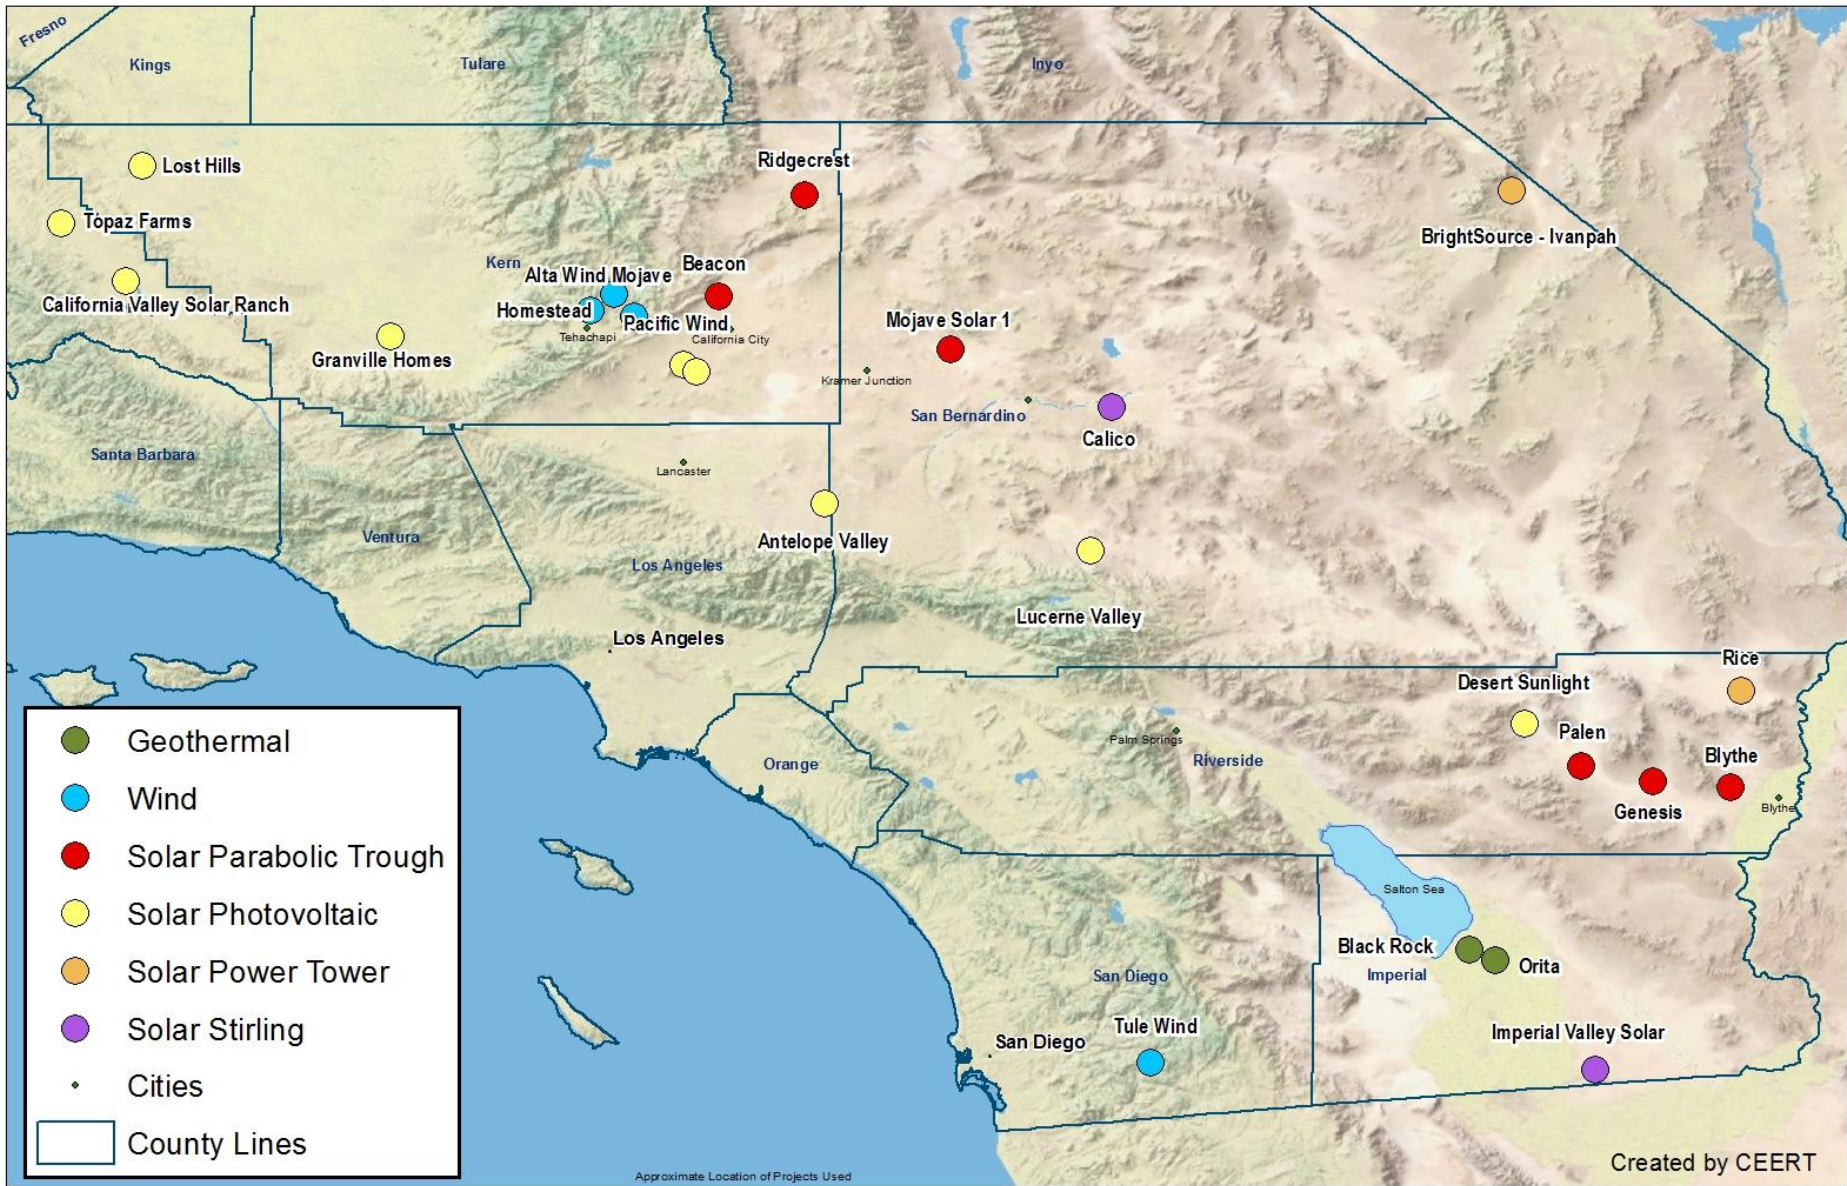 Fresno
Kings
Tulare
Inyo
Lost Hills
Ridgecrest
BrightSource - Ivanpah
Topaz Farms
Kern
Beacon
Alta Wind Mojave
California Valley Solar Ranch
Homestead
Pacific Wind
Tehachapi
California City
Mojave Solar 1
Granville Homes
Kramer Junction
San Bernardino
Calico
Santa Barbara
Lancaster
Ventura
Antelope Valley
Los Angeles
Lucerne Valley
Los Angeles
Rice
Desert Sunlight
Palen
Blythe
Palm Springs
Riverside
Orange
Genesis
Blythe
Salton Sea
Black Rock
Orita
Imperial
San Diego
Tule Wind
San Diego
Imperial Valley Solar
Geothermal
Wind
Solar Parabolic Trough
Solar Photovoltaic
Solar Power Tower
Solar Stirling
Cities
County Lines
Approximate Location of Projects Used
Created by CEERT